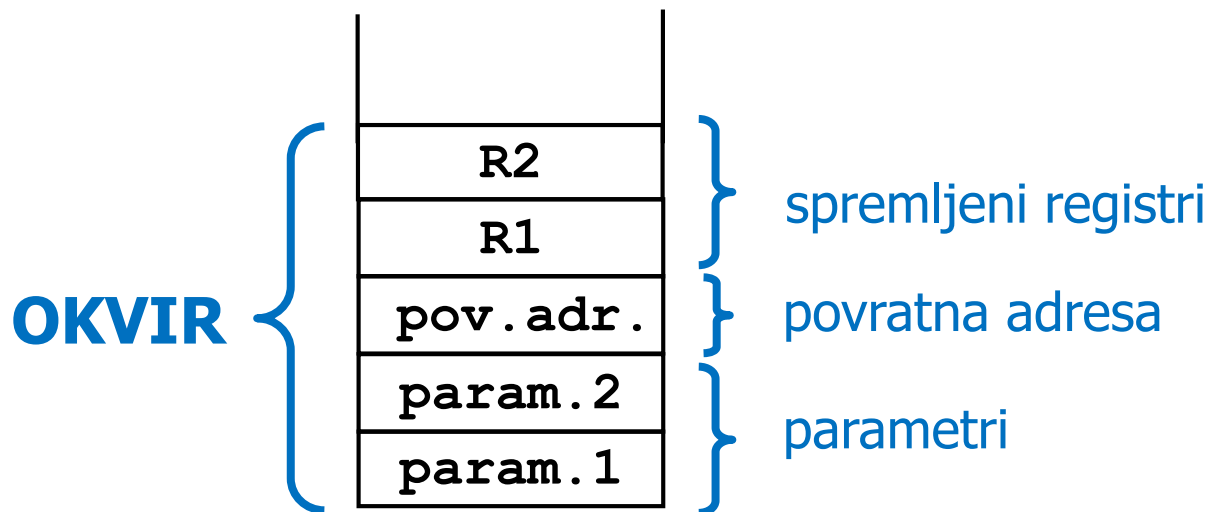 R2
R1
spremljeni registri
OKVIR
pov.adr.
povratna adresa
param.2
param.1
parametri